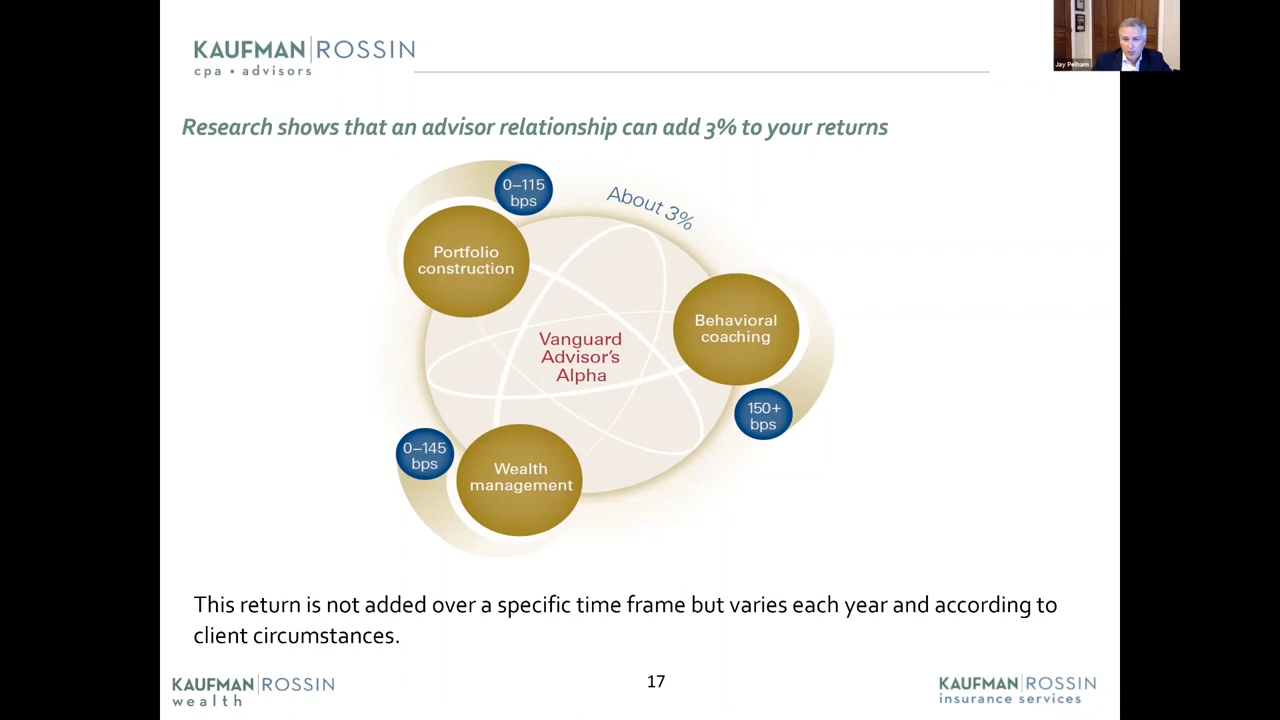 KAUFMAN|ROSSIN
cpa • advisors
Jay Pelham
Research shows that an advisor relationship can add 3% to your returns
0–115
bps
About 3%
Portfolio
construction
Behavioral
coaching
Vanguard
Advisor's
Alpha
150+
bps
0–145
bps
Wealth
management
This return is not added over a specific time frame but varies each year and according to
client circumstances.
KAUFMAN|ROSSIN
wealth
17
KAUFMAN|ROSSIN
insurance services